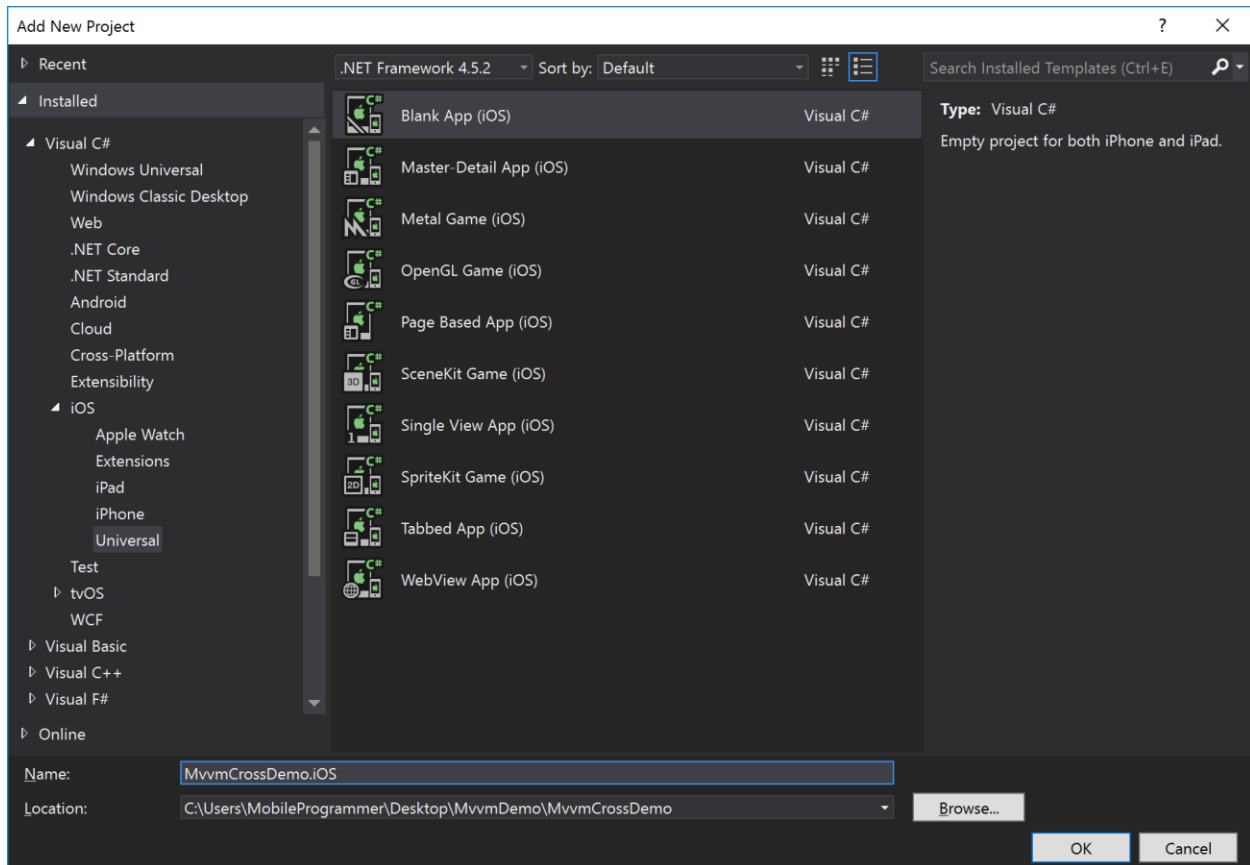 Add New Project
?
Recent
.NET Framework 4.5.2
Sort by: Default
Search Installed Templates (Ctrl+E)
Installed
Visual C#
Windows Universal
Windows Classic Desktop
Web
.NET Core
.NET Standard
Android
Cloud
Cross-Platform
Extensibility
iOS
Apple Watch
Extensions
iPad
iPhone
Universal
Test
tvOS
WCF
Visual Basic
Visual C++
Visual F#
Online
Blank App (iOS) Visual C#
Master-Detail App (iOS) Visual C#
Metal Game (iOS) Visual C#
OpenGL Game (iOS) Visual C#
Page Based App (iOS) Visual C#
SceneKit Game (iOS) Visual C#
Single View App (iOS) Visual C#
SpriteKit Game (iOS) Visual C#
Tabbed App (iOS) Visual C#
WebView App (iOS) Visual C#
Type: Visual C#
Empty project for both iPhone and iPad.
Name: MvvmCrossDemo.iOS
Location: C:\Users\MobileProgrammer\Desktop\MvvmDemo\MvvmCrossDemo
Browse...
OK Cancel